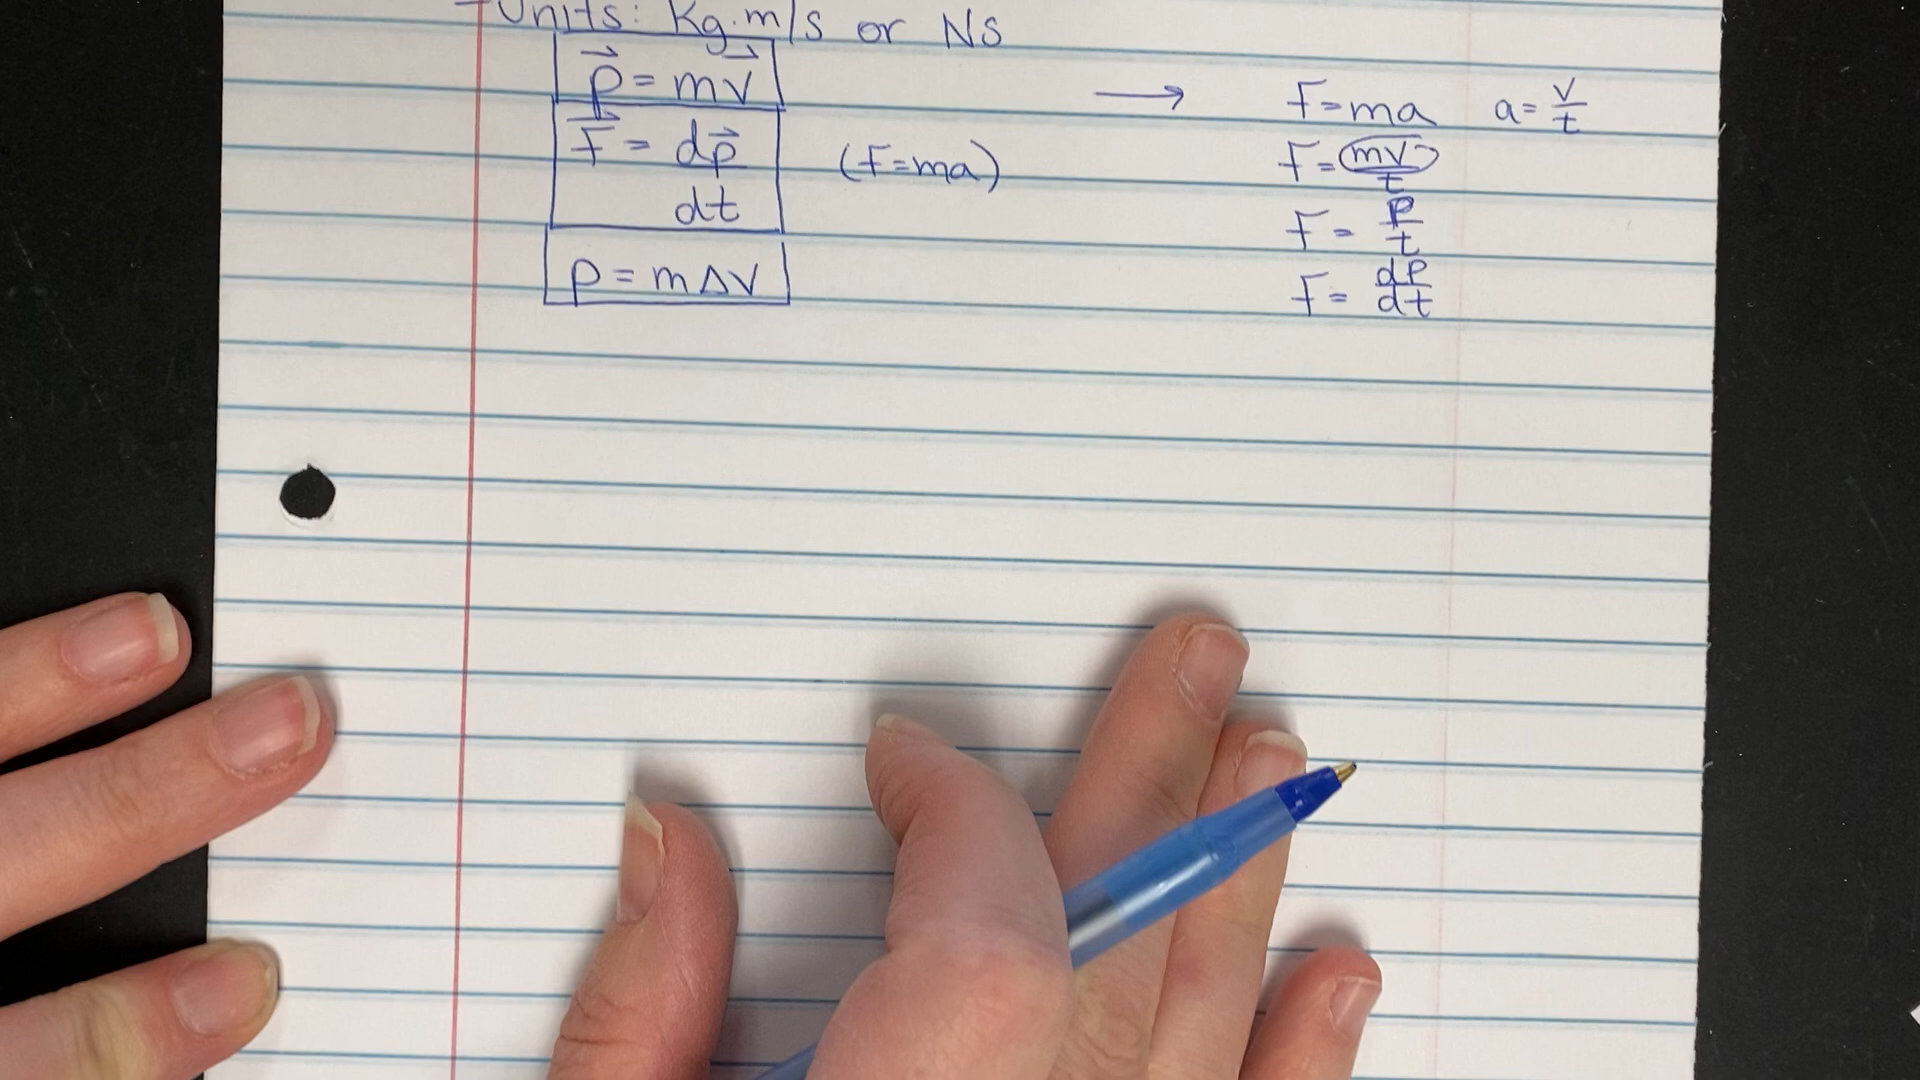 - Units: Kg.m/s or Ns
p⃗ = mv⃗
F⃗ = dp⃗/dt (F=ma)
p = mΔv
→ F=ma a=v/t
F=mv/t
F=p/t
F=dp/dt